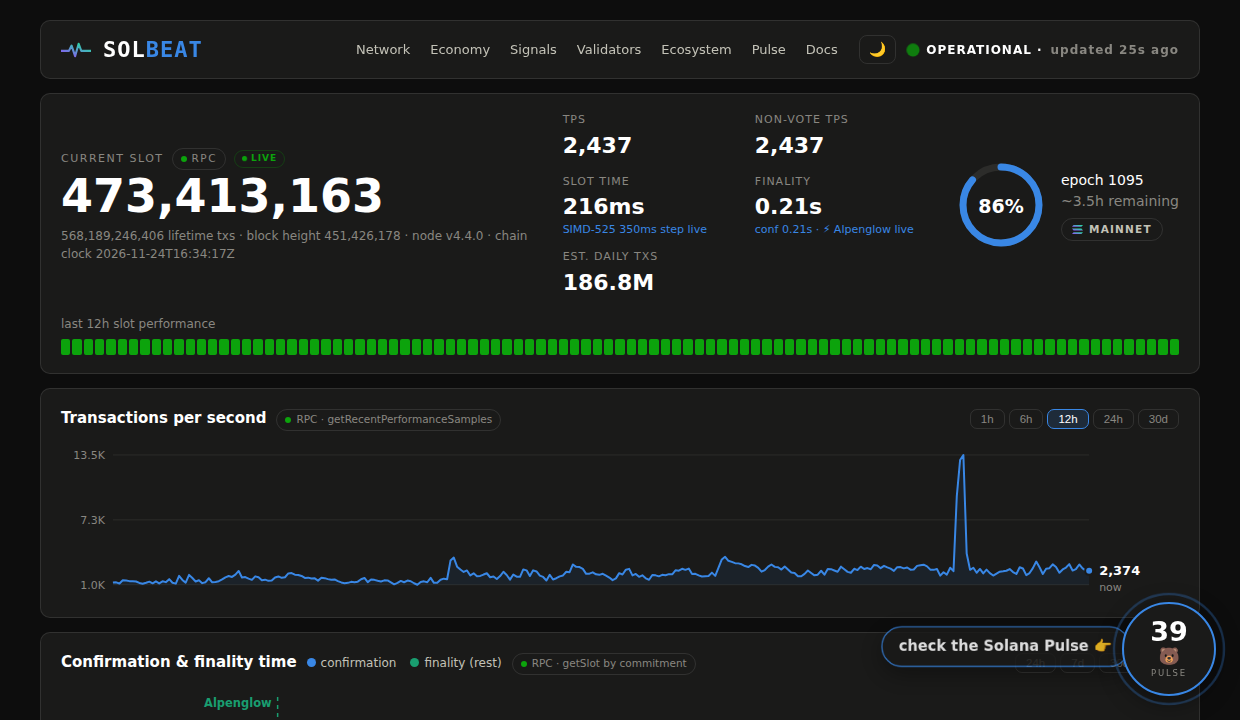 SOLBEAT
Network Economy Signals Validators Ecosystem Pulse Docs
OPERATIONAL · updated 25s ago
CURRENT SLOT RPC LIVE
473,413,163
568,189,246,406 lifetime txs · block height 451,426,178 · node v4.4.0 · chain
clock 2026-11-24T16:34:17Z
TPS
2,437
NON-VOTE TPS
2,437
SLOT TIME
216ms
SIMD-525 350ms step live
FINALITY
0.21s
conf 0.21s · ⚡ Alpenglow live
EST. DAILY TXS
186.8M
86%
epoch 1095
~3.5h remaining
MAINNET
last 12h slot performance
Transactions per second RPC · getRecentPerformanceSamples
1h 6h 12h 24h 30d
13.5K
7.3K
1.0K
2,374
now
Confirmation & finality time confirmation finality (rest) RPC · getSlot by commitment
24h 7d
Alpenglow
check the Solana Pulse 👉
39
PULSE